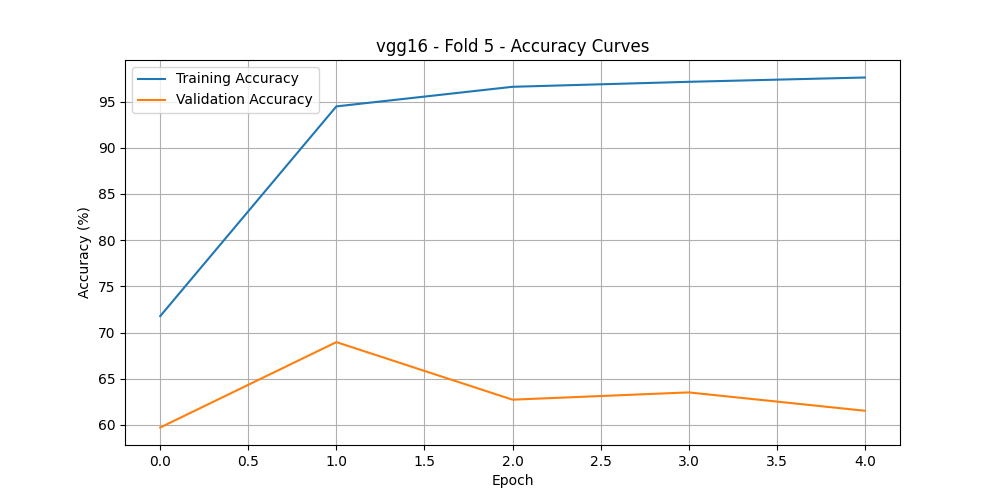 vgg16 - Fold 5 - Accuracy Curves
Training Accuracy
Validation Accuracy
Accuracy (%)
95
90
85
80
75
70
65
60
0.0 0.5 1.0 1.5 2.0 2.5 3.0 3.5 4.0
Epoch